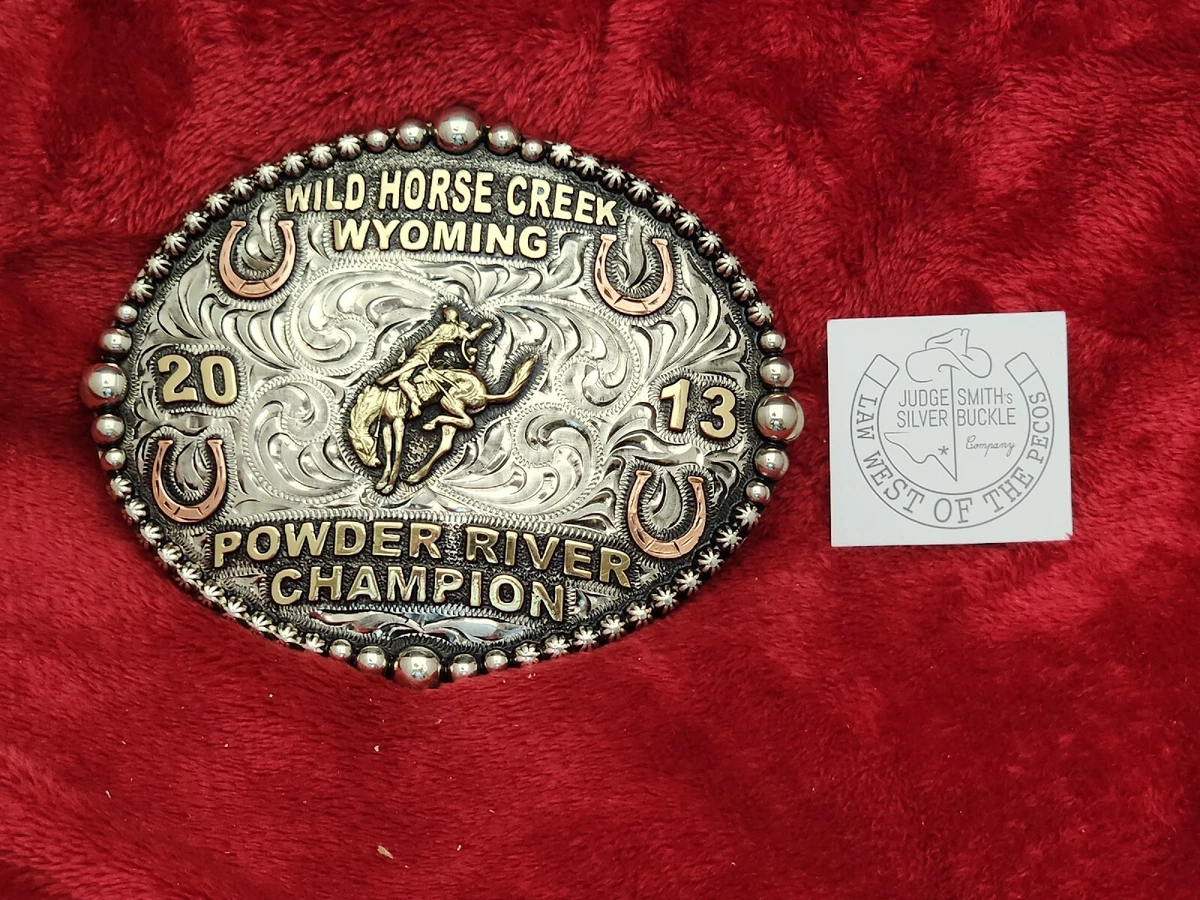 WILD HORSE CREEK
WYOMING
20 13
POWDER RIVER
CHAMPION
JUDGE SMITH's
SILVER BUCKLE
Company
LAW WEST OF THE PECOS